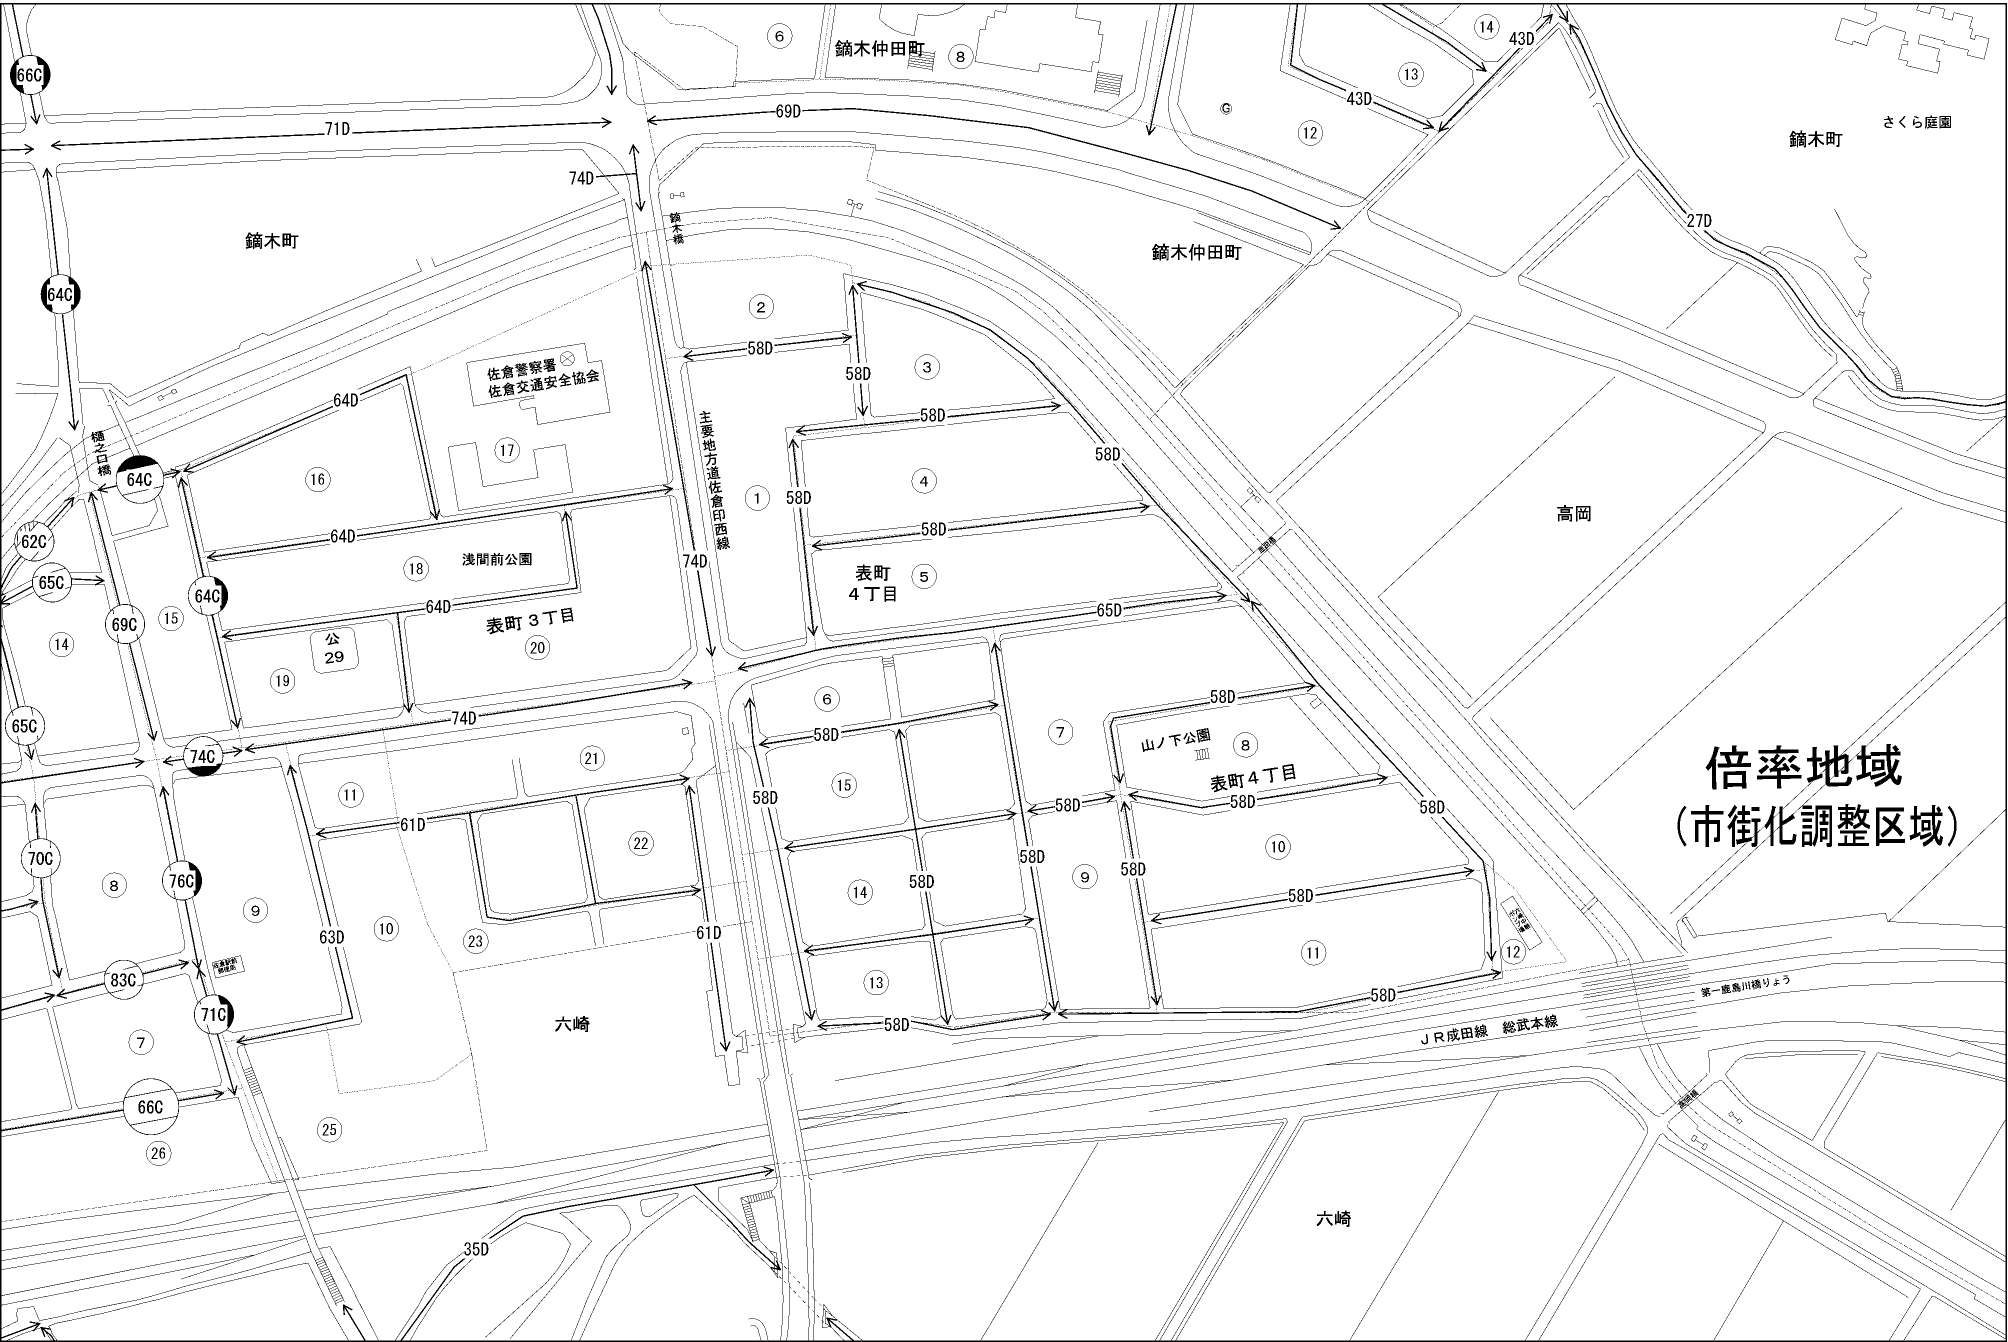 66C
71D
69D
74D
鏑木仲田町
6
8
14
43D
13
43D
12
G
さくら庭園
鏑木町
27D
鏑木町
64C
鏑木橋
鏑木仲田町
2
58D
58D
3
58D
佐倉警察署
佐倉交通安全協会
64D
17
16
主要地方道佐倉印西線
樋之口橋
64C
64D
1
58D
4
58D
58D
高岡
62C
65C
69C
14
15
64C
18
浅間前公園
64D
表町3丁目
74D
表町
4丁目
5
65D
公
29
19
20
65C
74C
74D
6
58D
7
58D
山ノ下公園
8
表町4丁目
58D
58D
倍率地域
(市街化調整区域)
11
21
61D
22
58D
15
58D
58D
58D
10
58D
70C
8
76C
9
63D
10
23
61D
14
58D
9
11
12
83C
71C
7
66C
26
25
六崎
13
58D
58D
第一鹿島川橋りょう
JR成田線 総武本線
35D
六崎